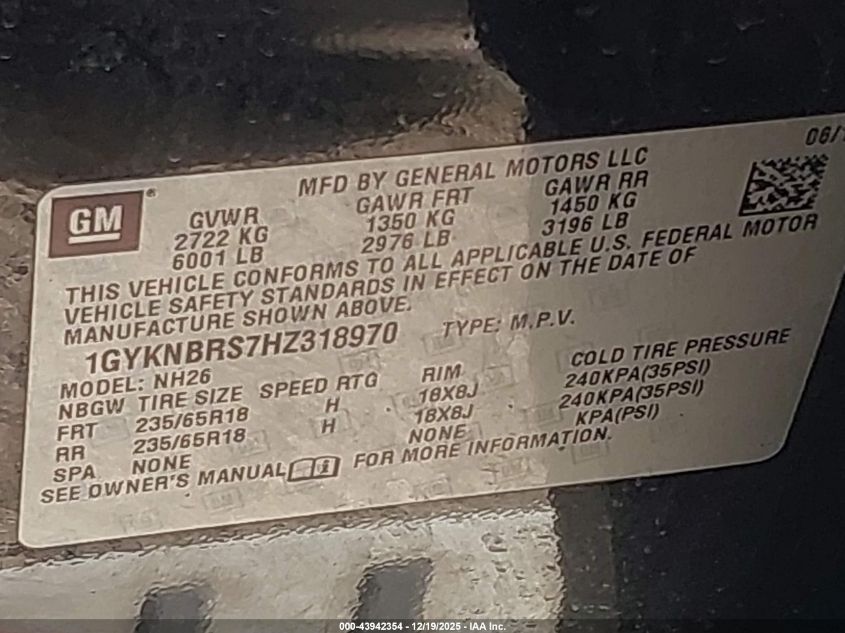 06/
MFD BY GENERAL MOTORS LLC
GM ®
GVWR GAWR FRT GAWR RR
2722 KG 1350 KG 1450 KG
6001 LB 2976 LB 3196 LB
THIS VEHICLE CONFORMS TO ALL APPLICABLE U.S. FEDERAL MOTOR
VEHICLE SAFETY STANDARDS IN EFFECT ON THE DATE OF
MANUFACTURE SHOWN ABOVE.
1GYKNBRS7HZ318970 TYPE: M.P.V.
MODEL: NH26
NBGW TIRE SIZE SPEED RTG RIM COLD TIRE PRESSURE
FRT 235/65R18 H 18X8J 240KPA(35PSI)
RR 235/65R18 H 18X8J 240KPA(35PSI)
SPA NONE NONE KPA(PSI)
SEE OWNER'S MANUAL FOR MORE INFORMATION.
000-43942354 - 12/19/2025 - IAA Inc.